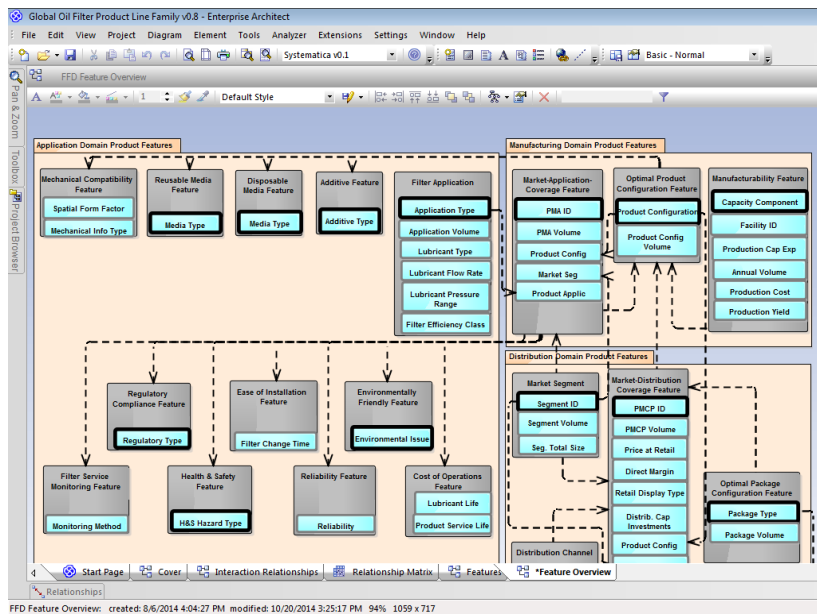 Global Oil Filter Product Line Family v0.8 - Enterprise Architect
File Edit View Project Diagram Element Tools Analyzer Extensions Settings Window Help
Systematica v0.1
Basic - Normal
FFD Feature Overview
Pan & Zoom
Toolbox
Project Browser
1
Default Style
Application Domain Product Features
Mechanical Compatibility
Feature
Spatial Form Factor
Mechanical Info Type
Reusable Media
Feature
Media Type
Disposable
Media Feature
Media Type
Additive Feature
Additive Type
Filter Application
Application Type
Application Volume
Lubricant Type
Lubricant Flow Rate
Lubricant Pressure
Range
Filter Efficiency Class
Regulatory
Compliance Feature
Regulatory Type
Ease of Installation
Feature
Filter Change Time
Environmentally
Friendly Feature
Environmental Issue
Filter Service
Monitoring Feature
Monitoring Method
Health & Safety
Feature
H&S Hazard Type
Reliability Feature
Reliability
Cost of Operations
Feature
Lubricant Life
Product Service Life
Manufacturing Domain Product Features
Market-Application-
Coverage Feature
PMA ID
PMA Volume
Product Config
Market Seg
Product Applic
Optimal Product
Configuration Feature
Product Configuration
Product Config
Volume
Manufacturability Feature
Capacity Component
Facility ID
Production Cap Exp
Annual Volume
Production Cost
Production Yield
Distribution Domain Product Features
Market Segment
Segment ID
Segment Volume
Seg. Total Size
Market-Distribution
Coverage Feature
PMCP ID
PMCP Volume
Price at Retail
Direct Margin
Retail Display Type
Distrib. Cap
Investments
Product Config
Optimal Package
Configuration Feature
Package Type
Package Volume
Distribution Channel
Start Page Cover Interaction Relationships Relationship Matrix Features *Feature Overview
Relationships
FFD Feature Overview: created: 8/6/2014 4:04:27 PM modified: 10/20/2014 3:25:17 PM 94% 1059 x 717